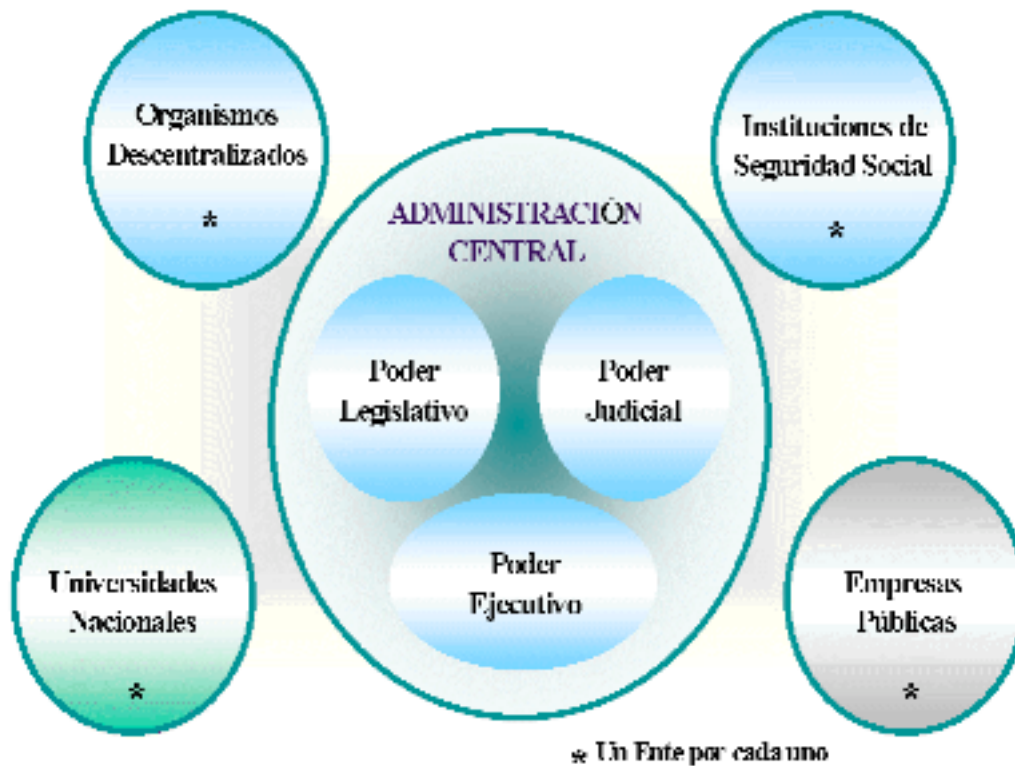 Organismos
Descentralizados
*
Instituciones de
Seguridad Social
*
ADMINISTRACIÓN
CENTRAL
Poder
Legislativo
Poder
Judicial
Poder
Ejecutivo
Universidades
Nacionales
*
Empresas
Públicas
*
* Un Ente por cada uno